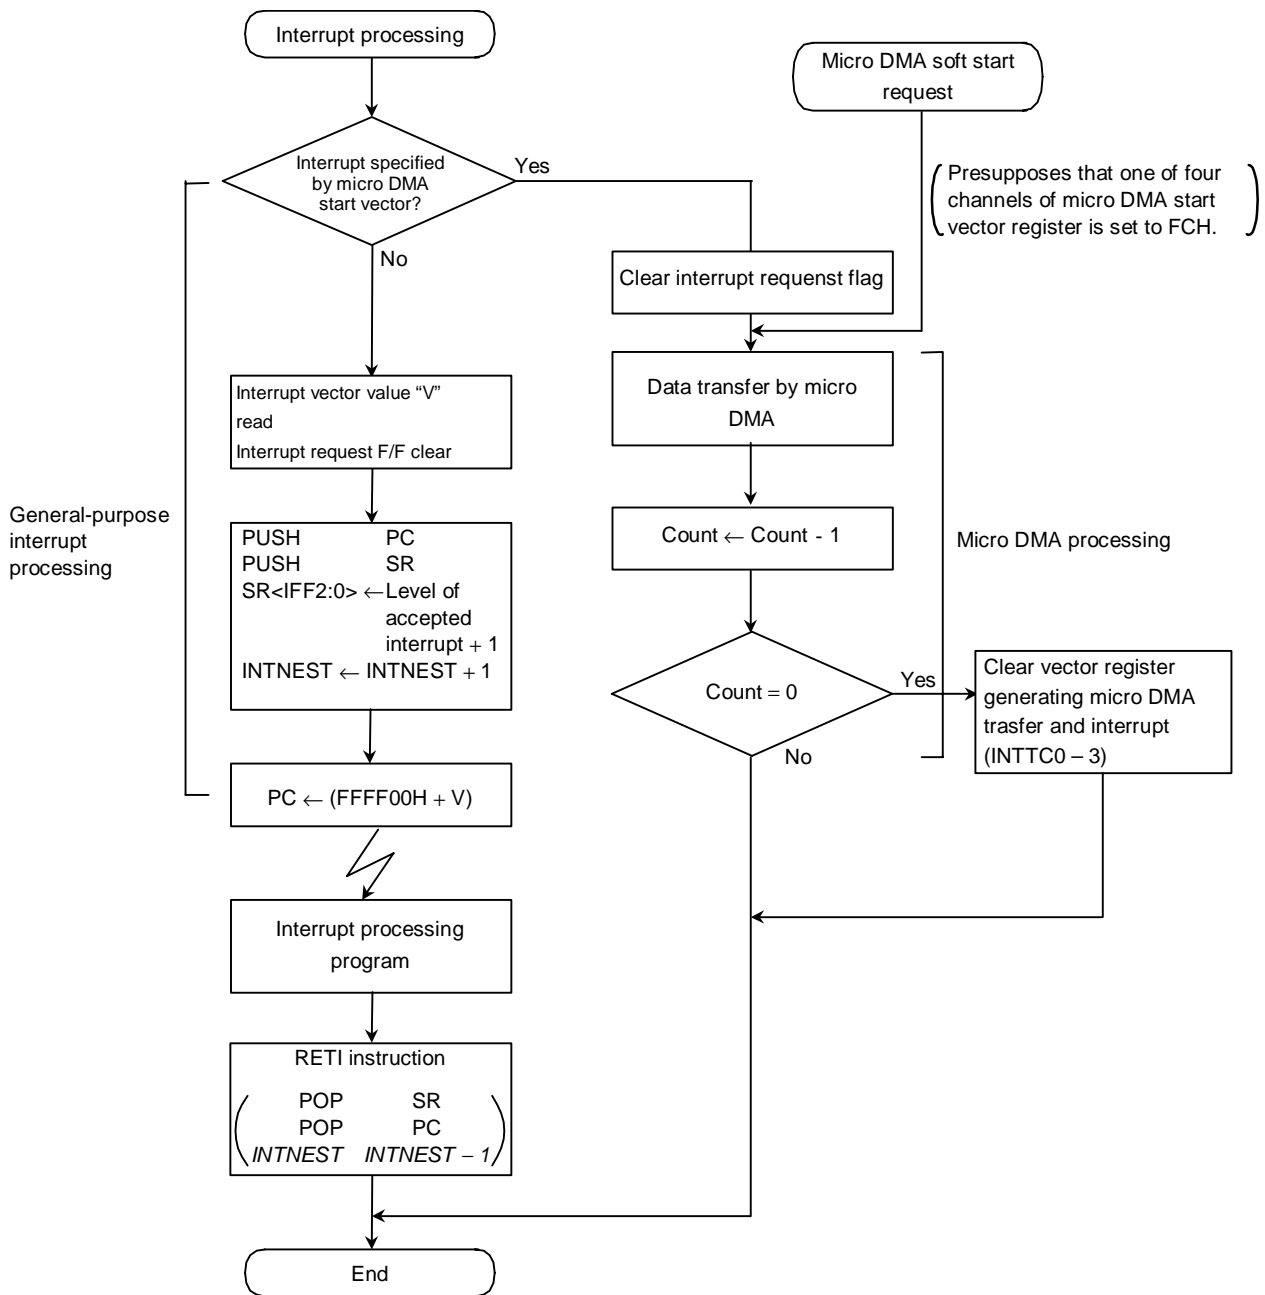 Interrupt processing
Micro DMA soft start
request
Interrupt specified
by micro DMA
start vector?
Yes
No
(Presupposes that one of four
channels of micro DMA start
vector register is set to FCH.)
Clear interrupt requenst flag
Interrupt vector value “V”
read
Interrupt request F/F clear
Data transfer by micro
DMA
General-purpose
interrupt
processing
PUSH PC
PUSH SR
SR<IFF2:0> ←Level of
accepted
interrupt + 1
INTNEST ← INTNEST + 1
Count ← Count - 1
Micro DMA processing
Count = 0
Yes
No
Clear vector register
generating micro DMA
trasfer and interrupt
(INTTC0 – 3)
PC ← (FFFF00H + V)
Interrupt processing
program
RETI instruction
(POP SR
POP PC
INTNEST INTNEST – 1)
End